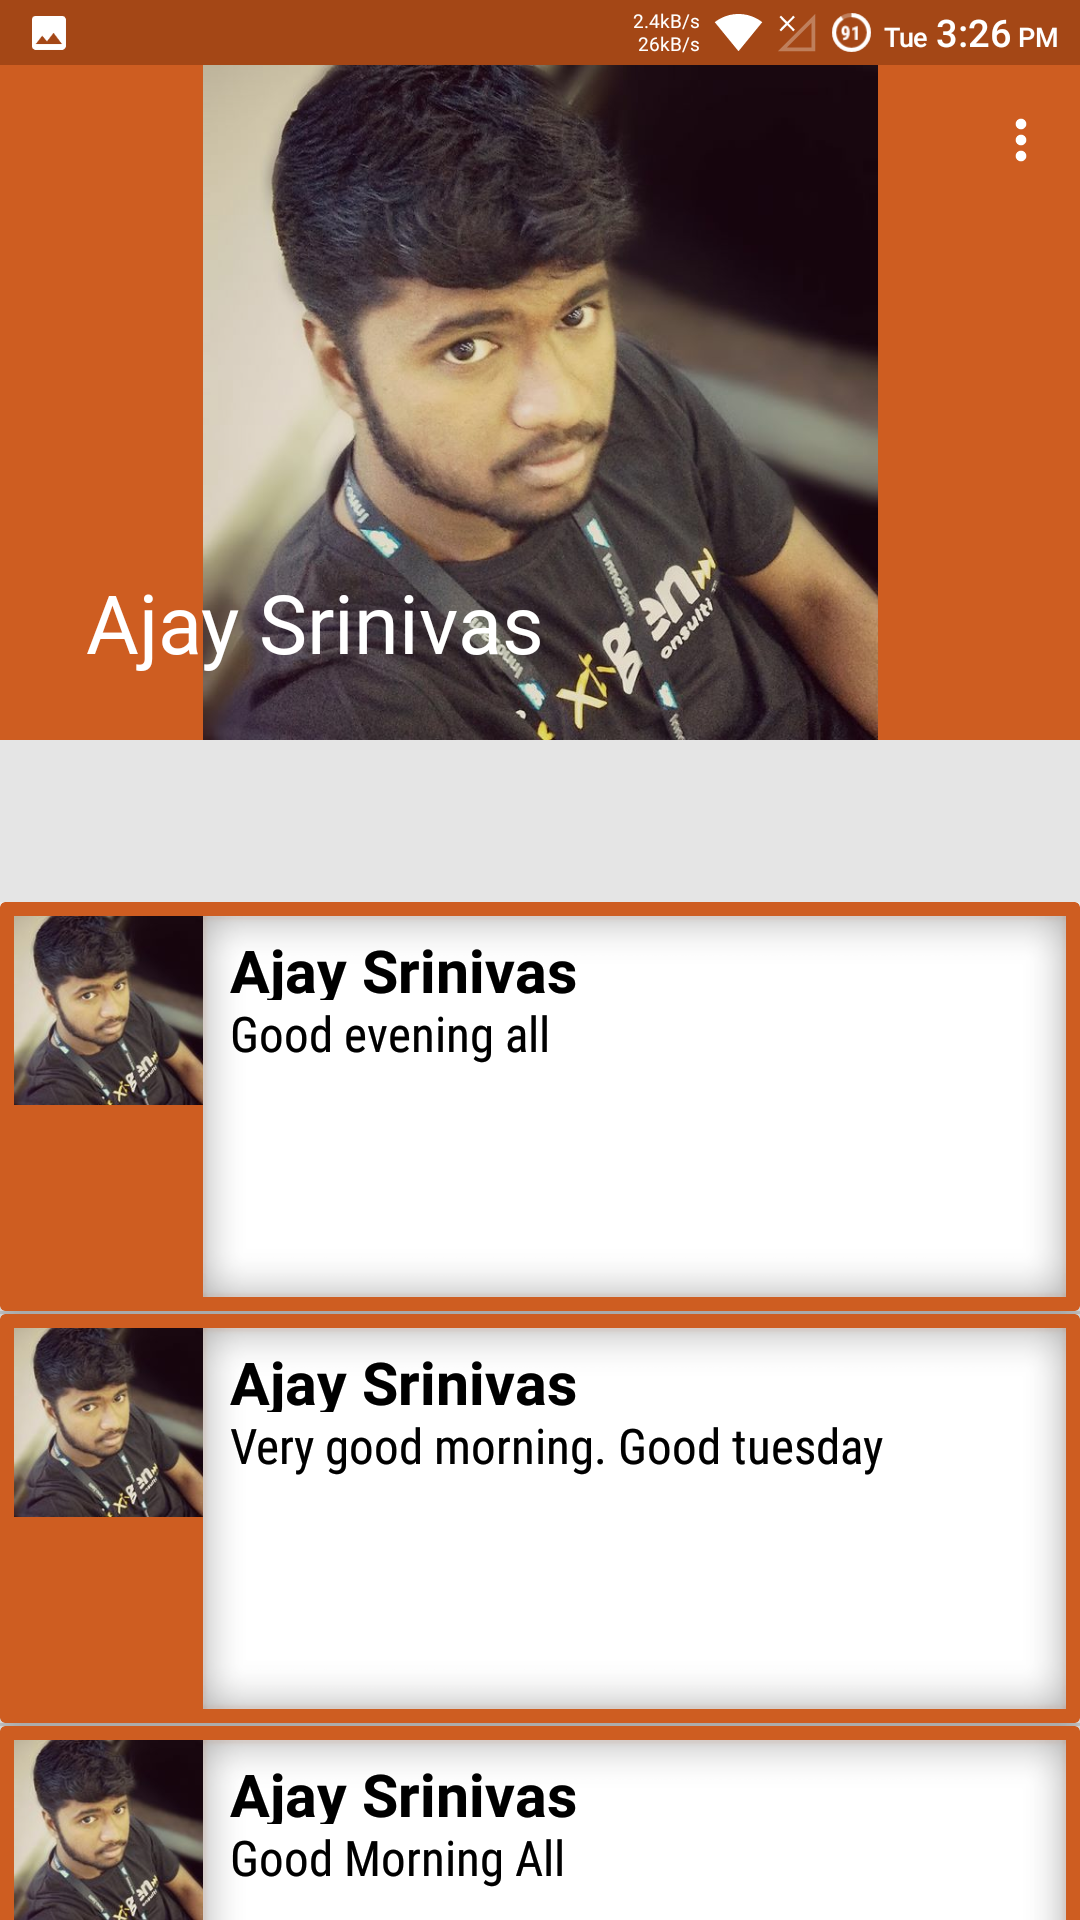 2.4kB/s
26kB/s
91
Tue 3:26 PM
Ajay Srinivas
Ajay Srinivas
Good evening all
Ajay Srinivas
Very good morning. Good tuesday
Ajay Srinivas
Good Morning All